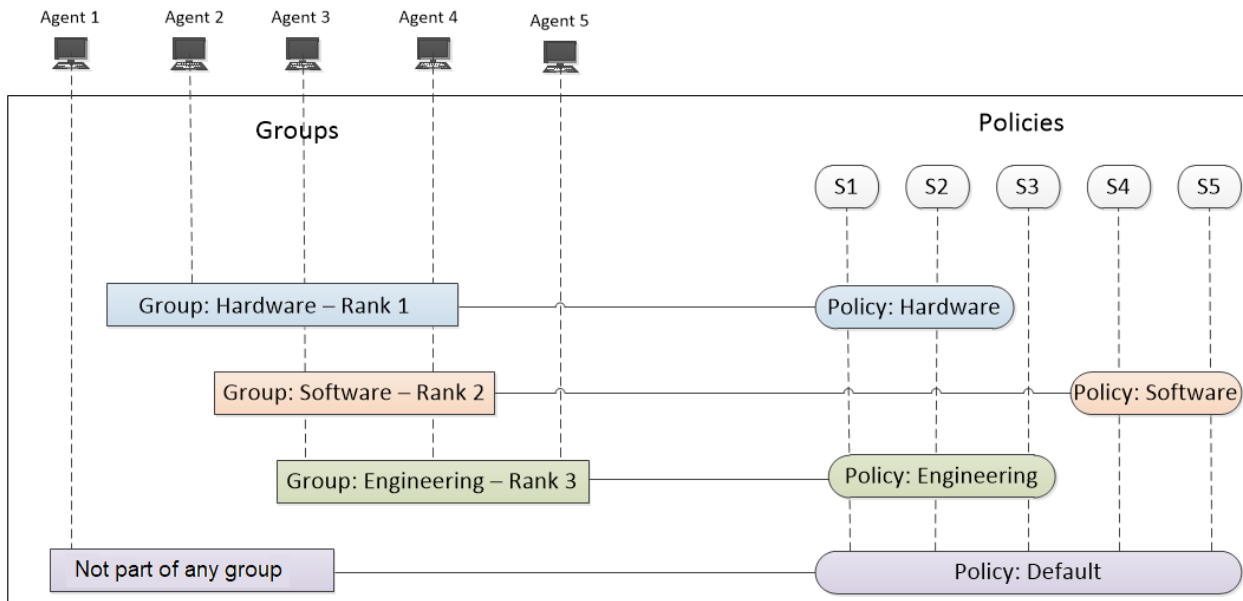 Agent 1
Agent 2
Agent 3
Agent 4
Agent 5
Groups
Policies
S1
S2
S3
S4
S5
Group: Hardware – Rank 1
Policy: Hardware
Group: Software – Rank 2
Policy: Software
Group: Engineering – Rank 3
Policy: Engineering
Not part of any group
Policy: Default